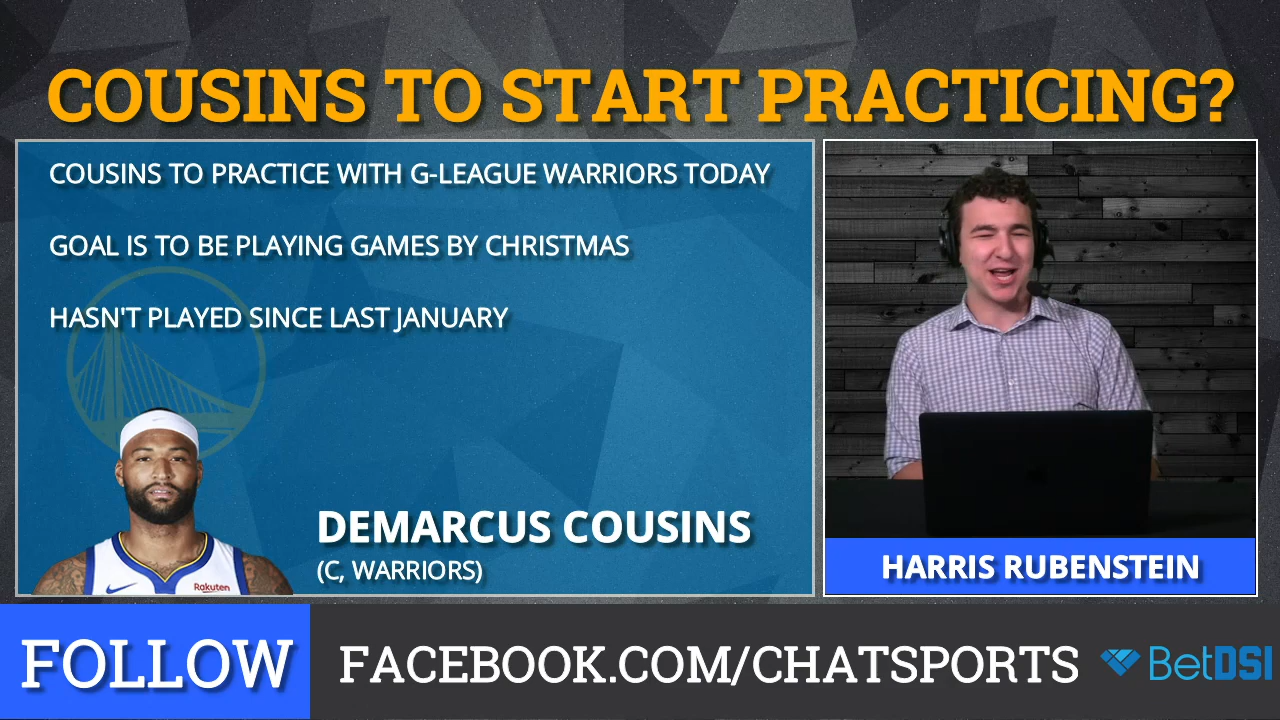 COUSINS TO START PRACTICING?
COUSINS TO PRACTICE WITH G-LEAGUE WARRIORS TODAY
GOAL IS TO BE PLAYING GAMES BY CHRISTMAS
HASN'T PLAYED SINCE LAST JANUARY
Rakuten
DEMARCUS COUSINS
(C, WARRIORS)
HARRIS RUBENSTEIN
FOLLOW
FACEBOOK.COM/CHATSPORTS
BetDSI